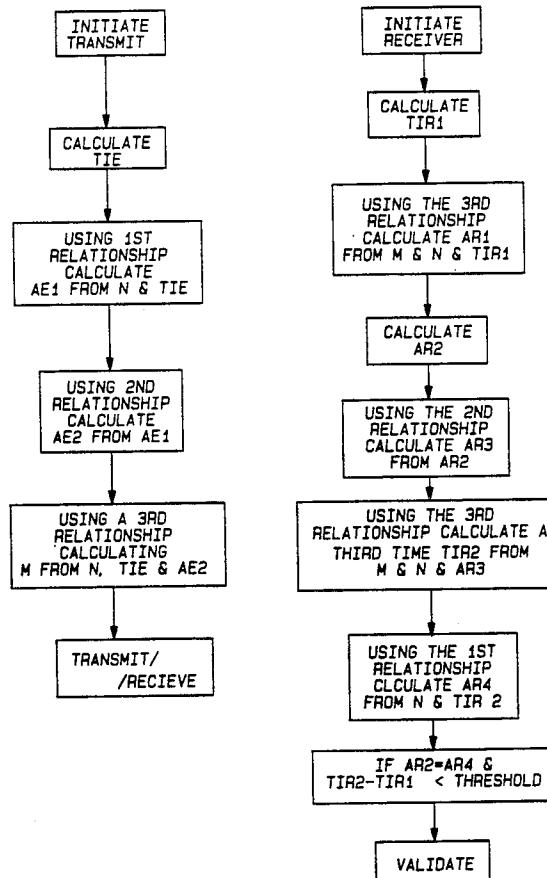 INITIATE
TRANSMIT
CALCULATE
TIE
USING 1ST
RELATIONSHIP
CALCULATE
AE1 FROM N & TIE
USING 2ND
RELATIONSHIP
CALCULATE
AE2 FROM AE1
USING A 3RD
RELATIONSHIP
CALCULATING
M FROM N, TIE & AE2
TRANSMIT/
/RECIEVE
INITIATE
RECEIVER
CALCULATE
TIR1
USING THE 3RD
RELATIONSHIP
CALCULATE AR1
FROM M & N & TIR1
CALCULATE
AR2
USING THE 2ND
RELATIONSHIP
CALCULATE AR3
FROM AR2
USING THE 3RD
RELATIONSHIP CALCULATE A
THIRD TIME TIR2 FROM
M & N & AR3
USING THE 1ST
RELATIONSHIP
CLCULATE AR4
FROM N & TIR 2
IF AR2=AR4 &
TIR2-TIR1 < THRESHOLD
VALIDATE